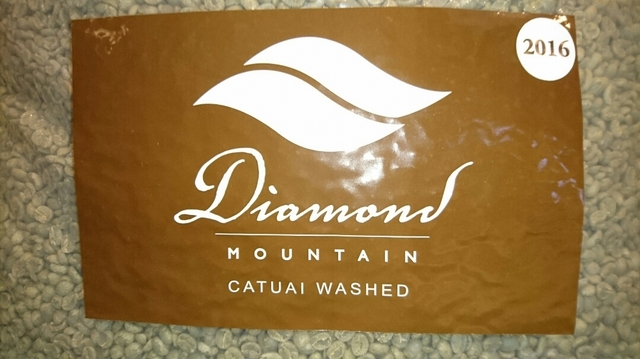 2016
Diamond
MOUNTAIN
CATUAI WASHED